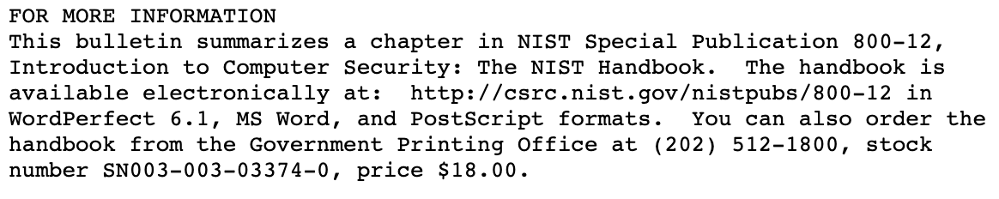 FOR MORE INFORMATION
This bulletin summarizes a chapter in NIST Special Publication 800-12,
Introduction to Computer Security: The NIST Handbook.  The handbook is
available electronically at:  http://csrc.nist.gov/nistpubs/800-12 in
WordPerfect 6.1, MS Word, and PostScript formats.  You can also order the
handbook from the Government Printing Office at (202) 512-1800, stock
number SN003-003-03374-0, price $18.00.